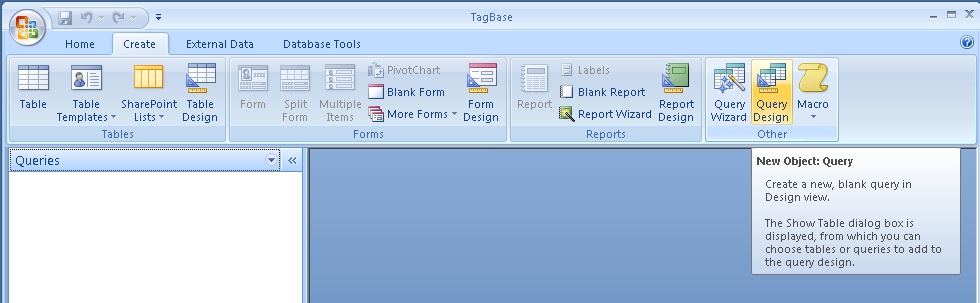 TagBase
Home Create External Data Database Tools
Table
Table Templates
SharePoint Lists
Table Design
Tables
Form
Split Form
Multiple Items
PivotChart
Blank Form
More Forms
Form Design
Forms
Report
Labels
Blank Report
Report Wizard
Report Design
Reports
Query Wizard
Query Design
Macro
Other
Queries
New Object: Query
Create a new, blank query in
Design view.
The Show Table dialog box is
displayed, from which you can
choose tables or queries to add to
the query design.